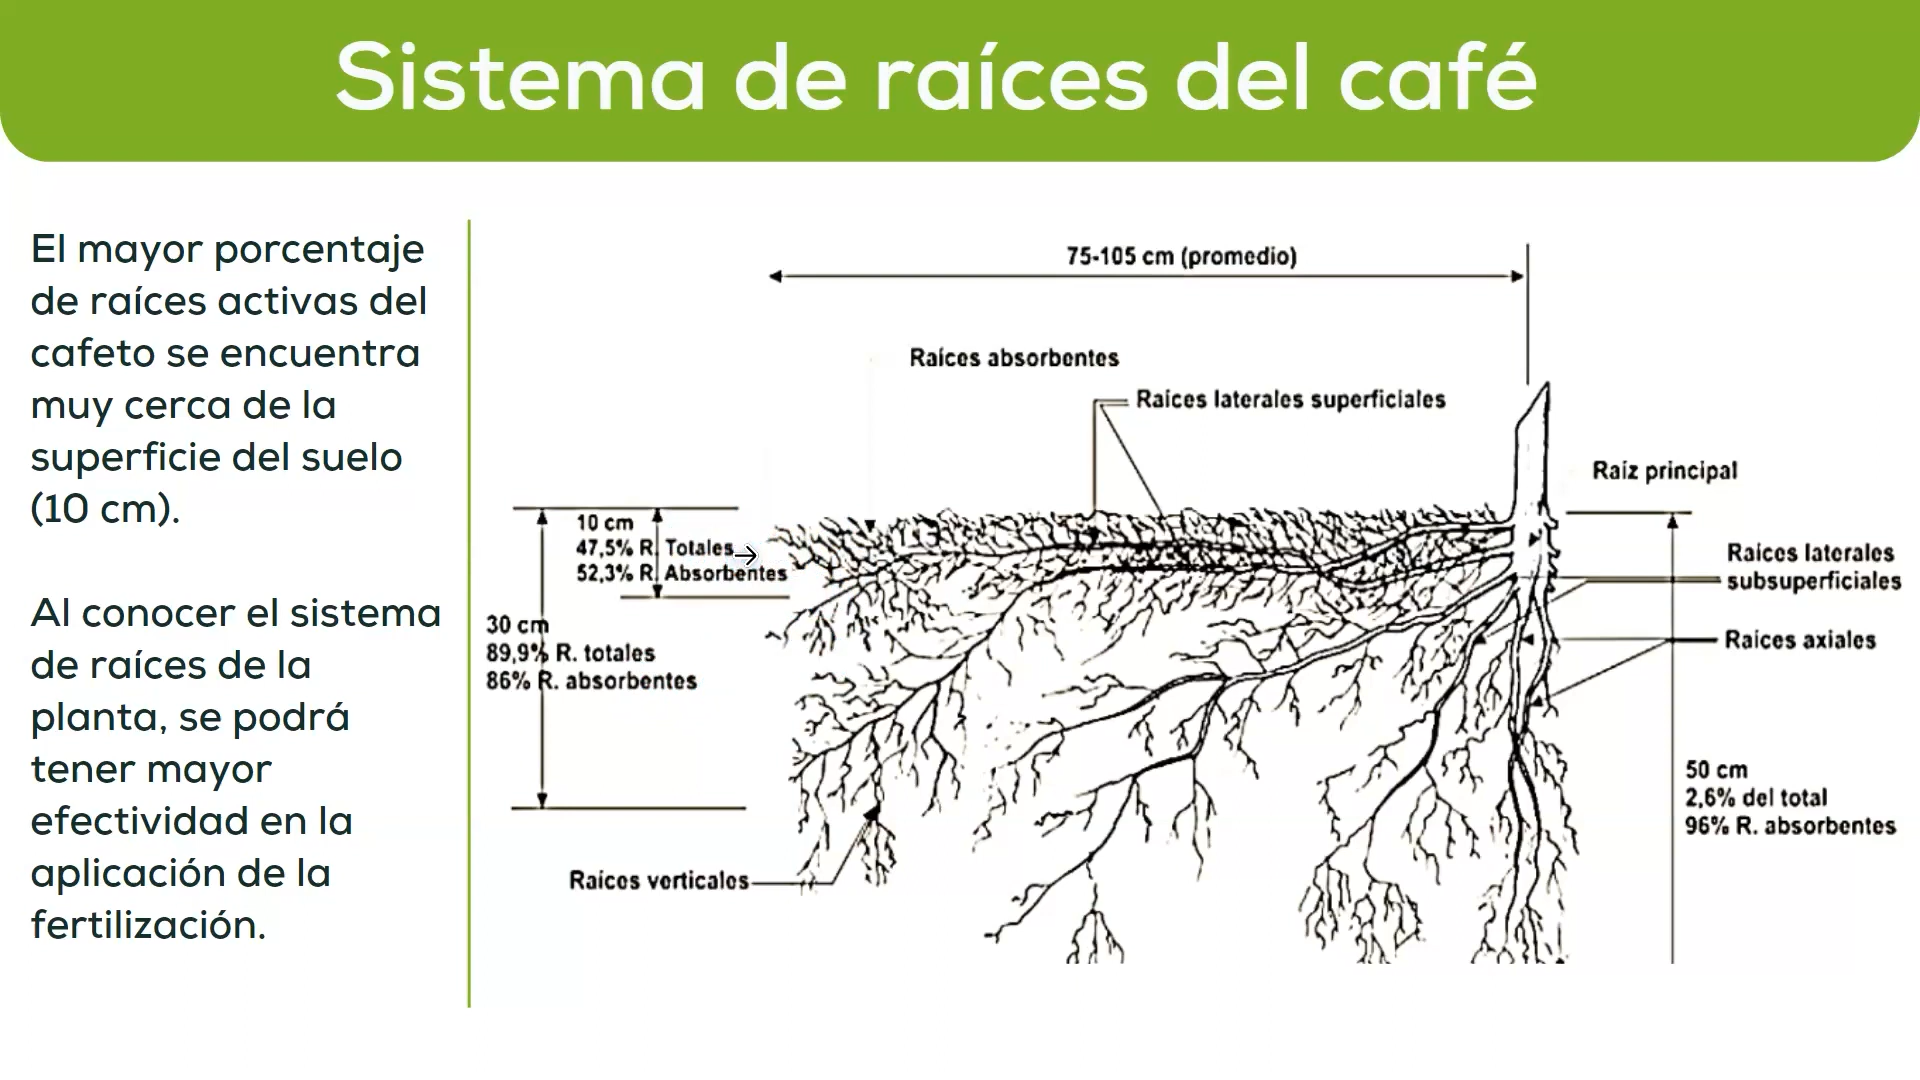 Sistema de raíces del café
El mayor porcentaje
de raíces activas del
cafeto se encuentra
muy cerca de la
superficie del suelo
(10 cm).
Al conocer el sistema
de raíces de la
planta, se podrá
tener mayor
efectividad en la
aplicación de la
fertilización.
75-105 cm (promedio)
Raíces absorbentes
Raíces laterales superficiales
Raiz principal
10 cm
47,5% R. Totales
52,3% R. Absorbentes
Raices laterales
subsuperficiales
30 cm
89,9% R. totales
86% R. absorbentes
Raices axiales
50 cm
2,6% del total
96% R. absorbentes
Raíces verticales